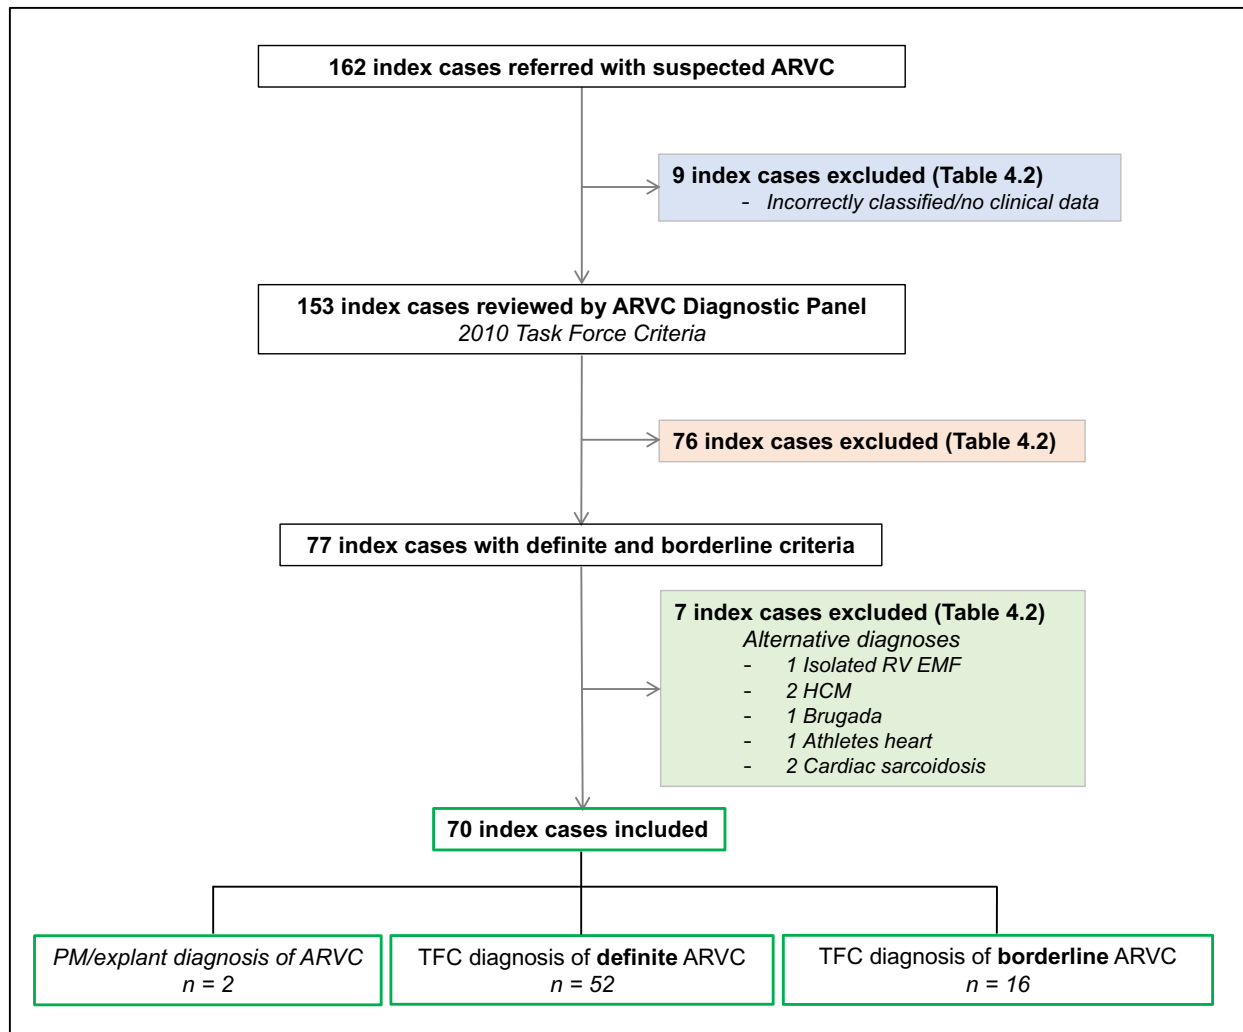 162 index cases referred with suspected ARVC
9 index cases excluded (Table 4.2)
- Incorrectly classified/no clinical data
153 index cases reviewed by ARVC Diagnostic Panel
2010 Task Force Criteria
76 index cases excluded (Table 4.2)
77 index cases with definite and borderline criteria
7 index cases excluded (Table 4.2)
Alternative diagnoses
- 1 Isolated RV EMF
- 2 HCM
- 1 Brugada
- 1 Athletes heart
- 2 Cardiac sarcoidosis
70 index cases included
PM/explant diagnosis of ARVC
n = 2
TFC diagnosis of definite ARVC
n = 52
TFC diagnosis of borderline ARVC
n = 16